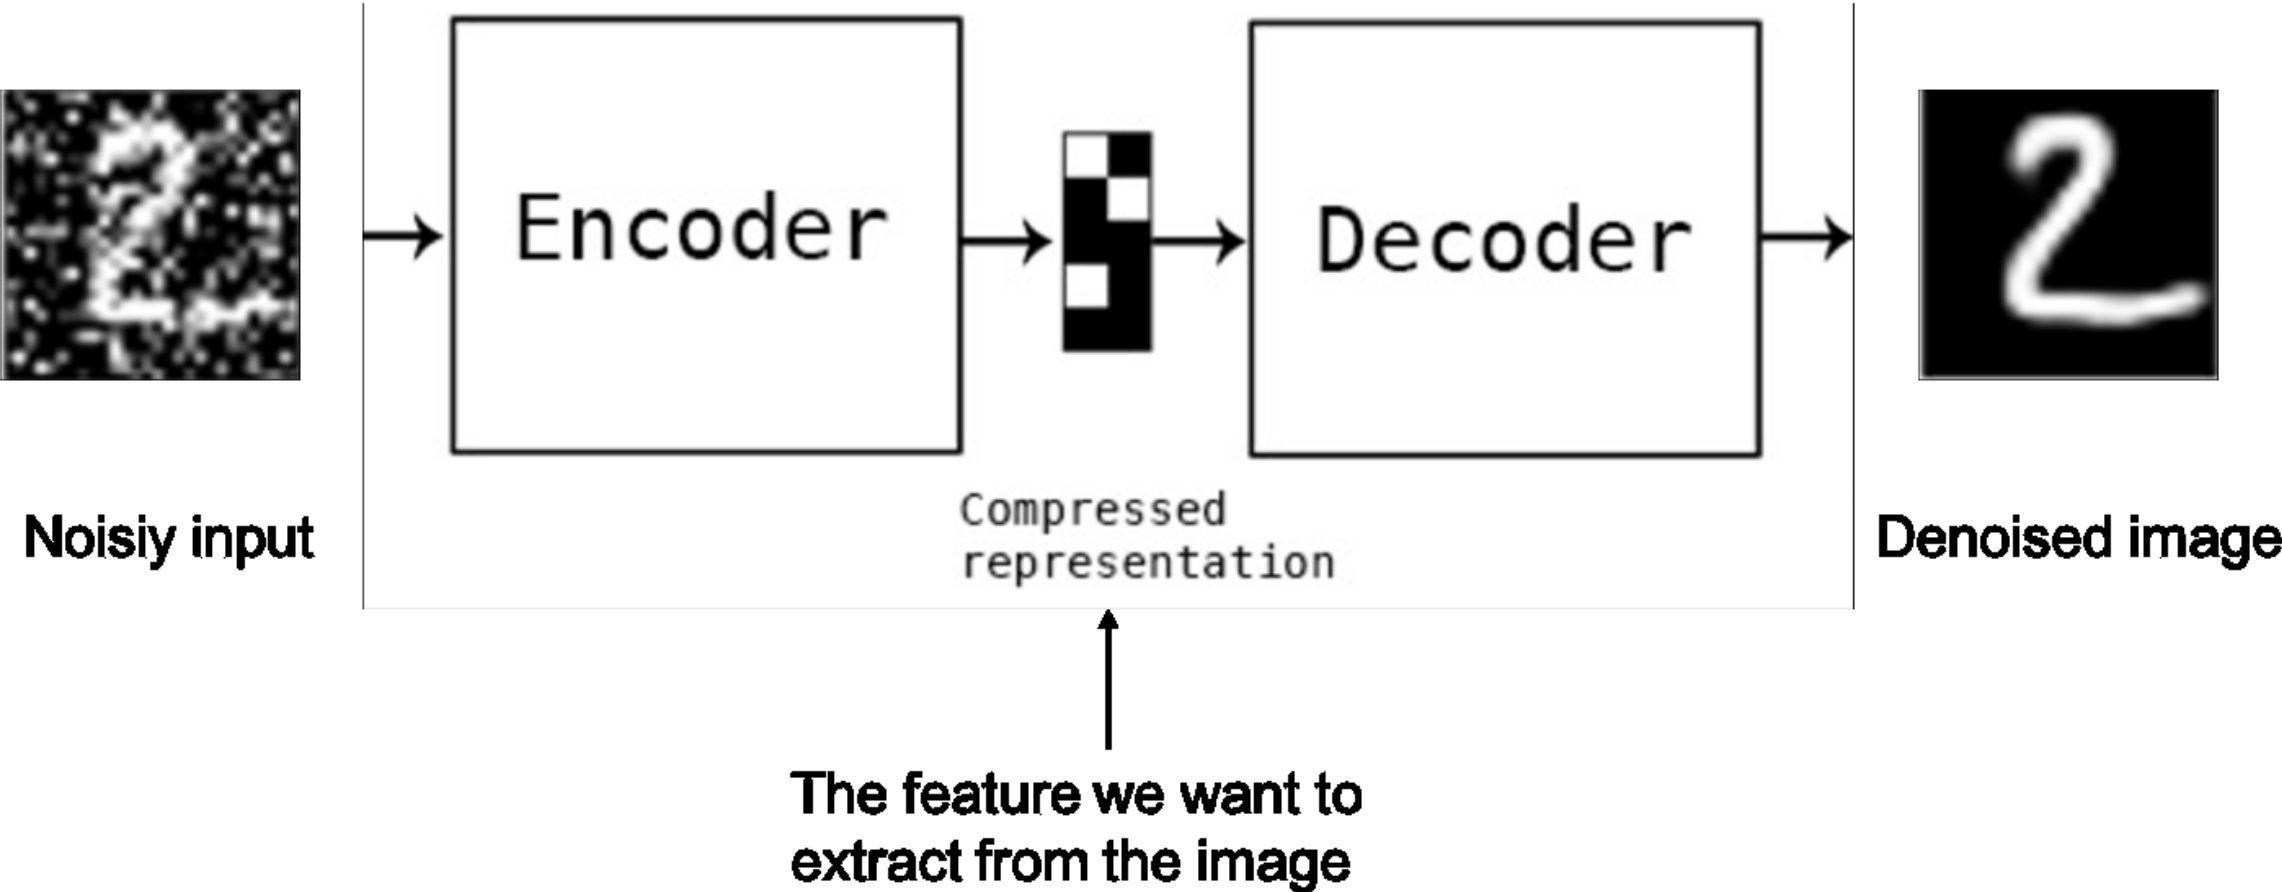 Encoder
Decoder
Compressed
representation
Noisiy input
Denoised image
The feature we want to
extract from the image